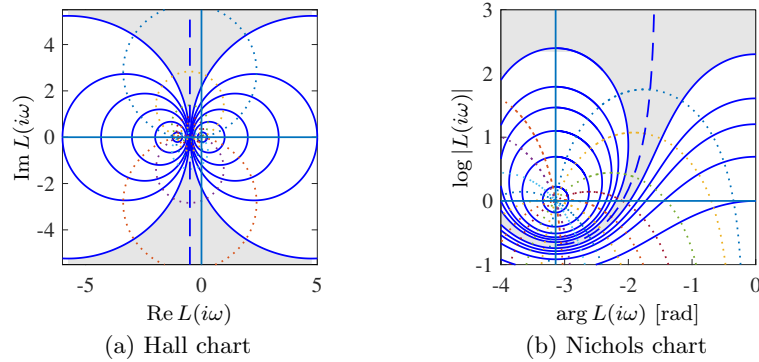 4
2
0
-2
-4
Im L(iω)
-5 0 5
Re L(iω)
(a) Hall chart
3
2
1
0
-1
log |L(iω)|
-4 -3 -2 -1 0
arg L(iω) [rad]
(b) Nichols chart